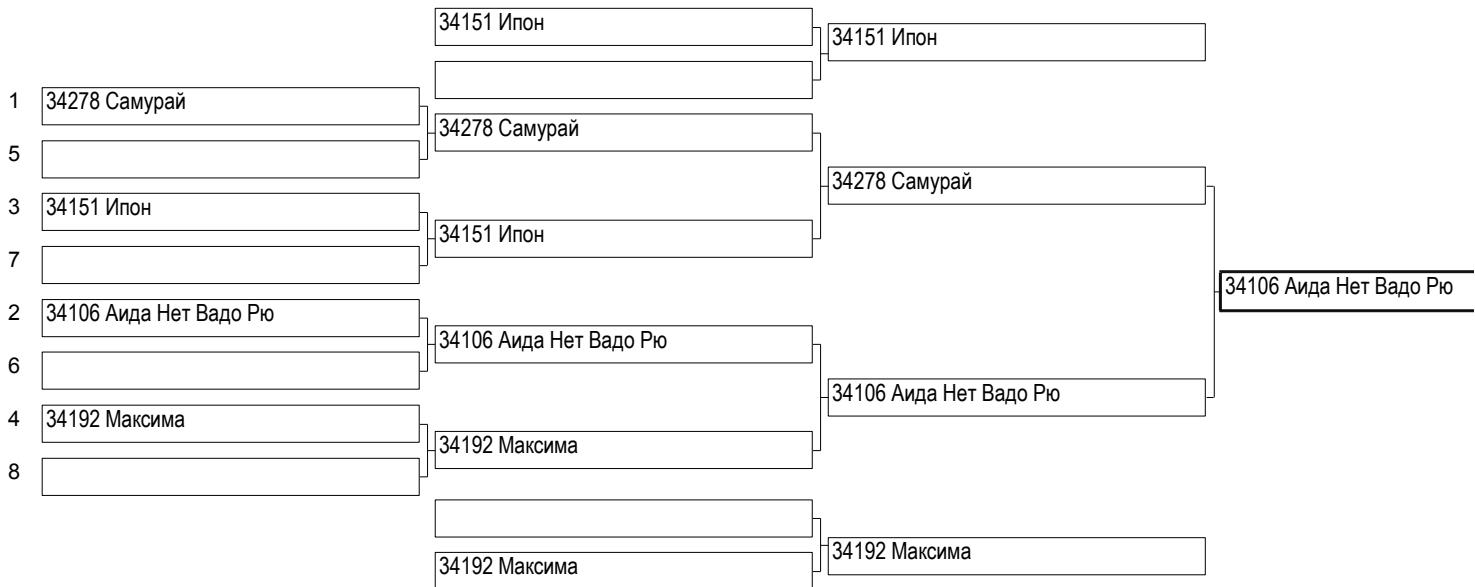 34151 Ипон
34151 Ипон
1 34278 Самурай
34278 Самурай
5
34278 Самурай
3 34151 Ипон
34151 Ипон
7
34106 Аида Нет Вадо Рю
2 34106 Аида Нет Вадо Рю
34106 Аида Нет Вадо Рю
6
34106 Аида Нет Вадо Рю
4 34192 Максима
34192 Максима
8
34192 Максима
34192 Максима